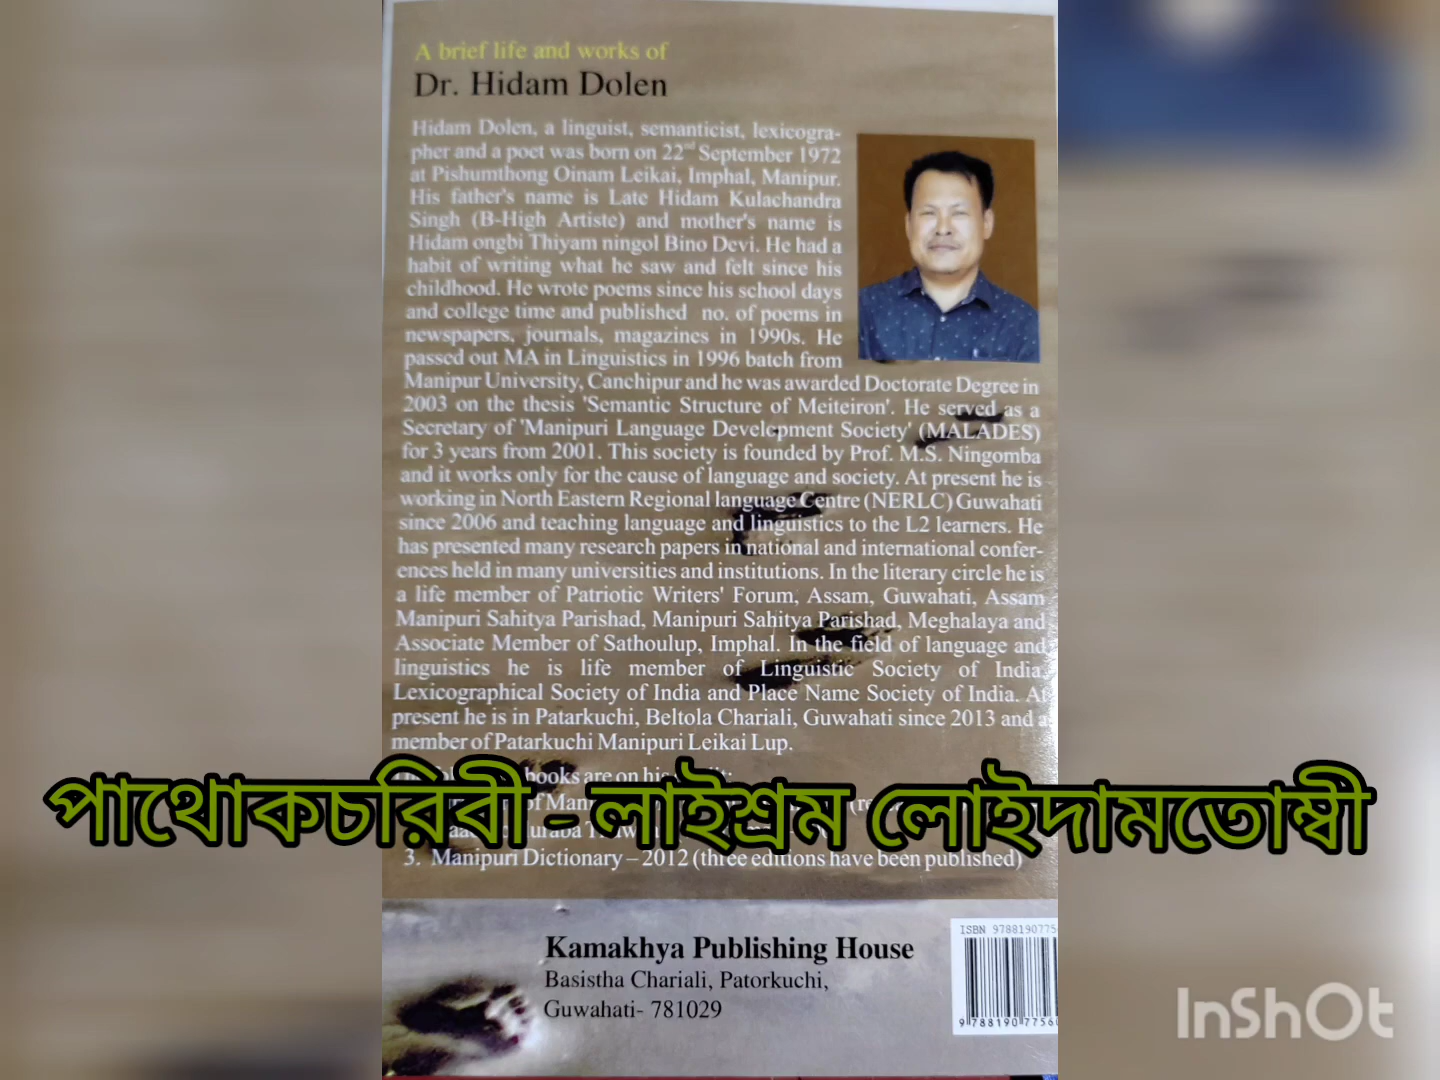 A brief life and works of
Dr. Hidam Dolen
Hidam Dolen, a linguist, semanticist, lexicogra-
pher and a poet was born on 22nd September 1972
at Pishumthong Oinam Leikai, Imphal, Manipur.
His father's name is Late Hidam Kulachandra
Singh (B-High Artiste) and mother's name is
Hidam ongbi Thiyam ningol Bino Devi. He had a
habit of writing what he saw and felt since his
childhood. He wrote poems since his school days
and college time and published no. of poems in
newspapers, journals, magazines in 1990s. He
passed out MA in Linguistics in 1996 batch from
Manipur University, Canchipur and he was awarded Doctorate Degree in
2003 on the thesis 'Semantic Structure of Meiteiron'. He served as a
Secretary of 'Manipuri Language Development Society' (MALADES)
for 3 years from 2001. This society is founded by Prof. M.S. Ningomba
and it works only for the cause of language and society. At present he is
working in North Eastern Regional language Centre (NERLC) Guwahati
since 2006 and teaching language and linguistics to the L2 learners. He
has presented many research papers in national and international confer-
ences held in many universities and institutions. In the literary circle he is
a life member of Patriotic Writers' Forum, Assam, Guwahati, Assam
Manipuri Sahitya Parishad, Manipuri Sahitya Parishad, Meghalaya and
Associate Member of Sathoulup, Imphal. In the field of language and
linguistics he is life member of Linguistic Society of India
Lexicographical Society of India and Place Name Society of India. At
present he is in Patarkuchi, Beltola Chariali, Guwahati since 2013 and a
member of Patarkuchi Manipuri Leikai Lup.
books are on his
পাথোকচরিবী - লাইশ্রম লোইদামতোম্বী
of
3. Manipuri Dictionary – 2012 (three editions have been published)
Kamakhya Publishing House
Basistha Chariali, Patorkuchi,
Guwahati- 781029
ISBN 97881907756
9 788190 77560
InShOt